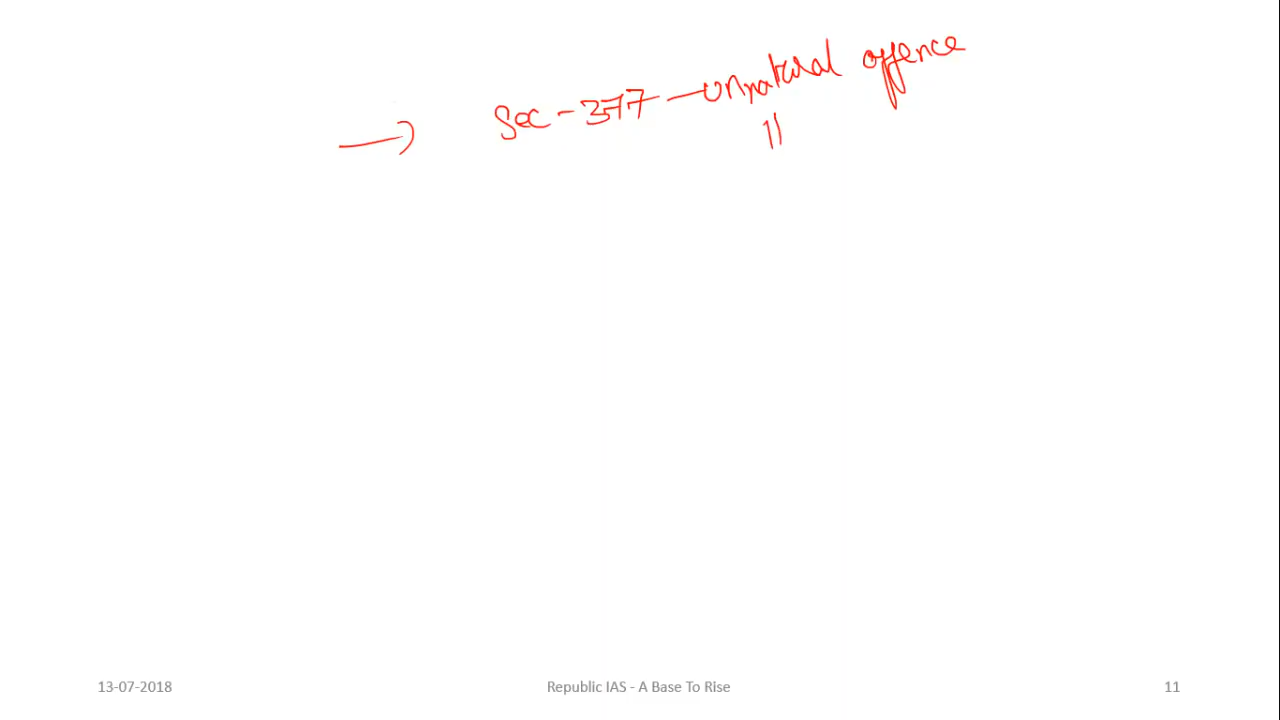 → Sec - 377 — unnatural offence
13-07-2018
Republic IAS - A Base To Rise
11